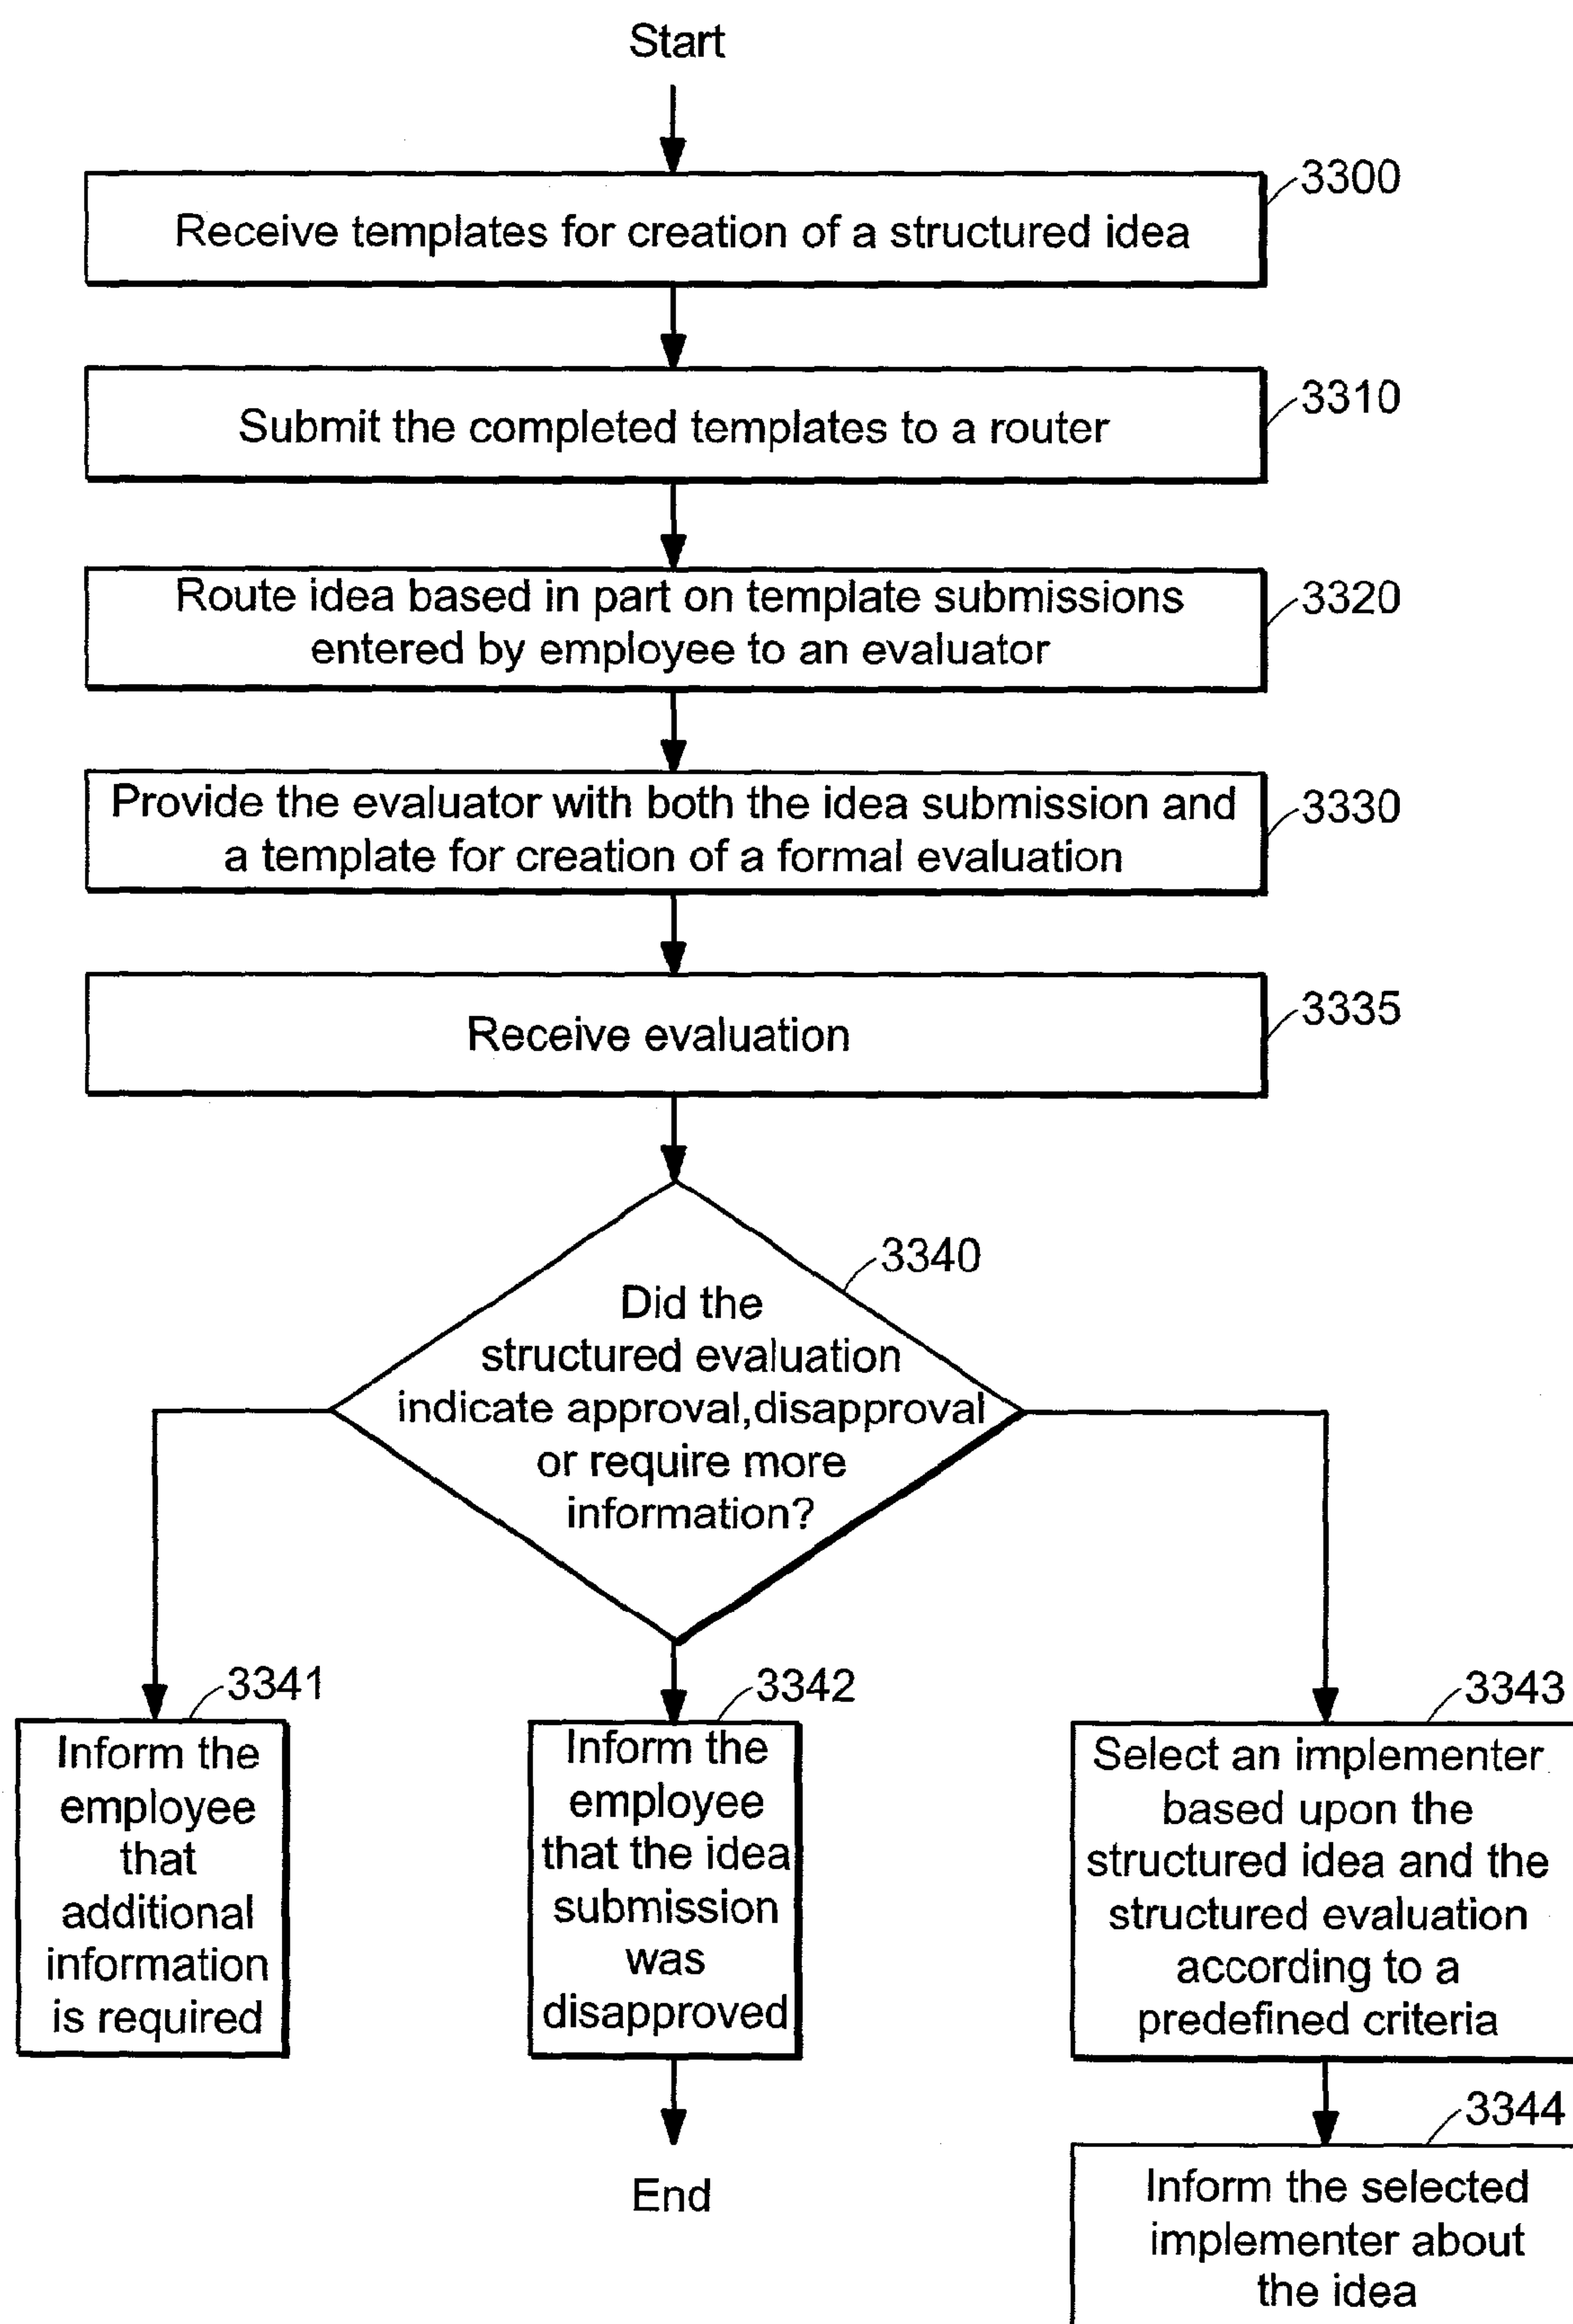 Start
3300
Receive templates for creation of a structured idea
3310
Submit the completed templates to a router
3320
Route idea based in part on template submissions
entered by employee to an evaluator
3330
Provide the evaluator with both the idea submission and
a template for creation of a formal evaluation
3335
Receive evaluation
3340
Did the
structured evaluation
indicate approval,disapproval
or require more
information?
3341
Inform the
employee
that
additional
information
is required
3342
Inform the
employee
that the idea
submission
was
disapproved
End
3343
Select an implementer
based upon the
structured idea and the
structured evaluation
according to a
predefined criteria
3344
Inform the selected
implementer about
the idea